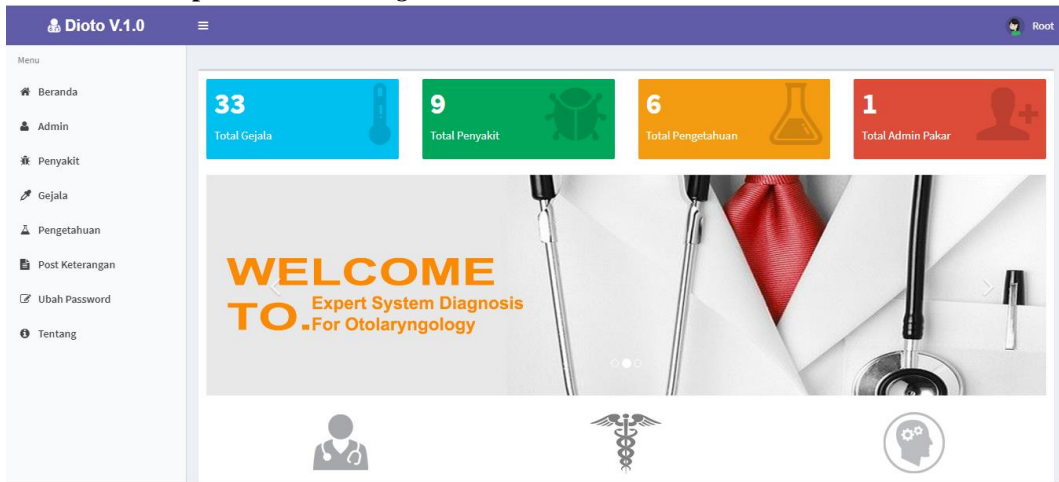 Dioto V.1.0
Root
Menu
Beranda
Admin
Penyakit
Gejala
Pengetahuan
Post Keterangan
Ubah Password
Tentang
33
Total Gejala
9
Total Penyakit
6
Total Pengetahuan
1
Total Admin Pakar
WELCOME
TO. Expert System Diagnosis
For Otolaryngology